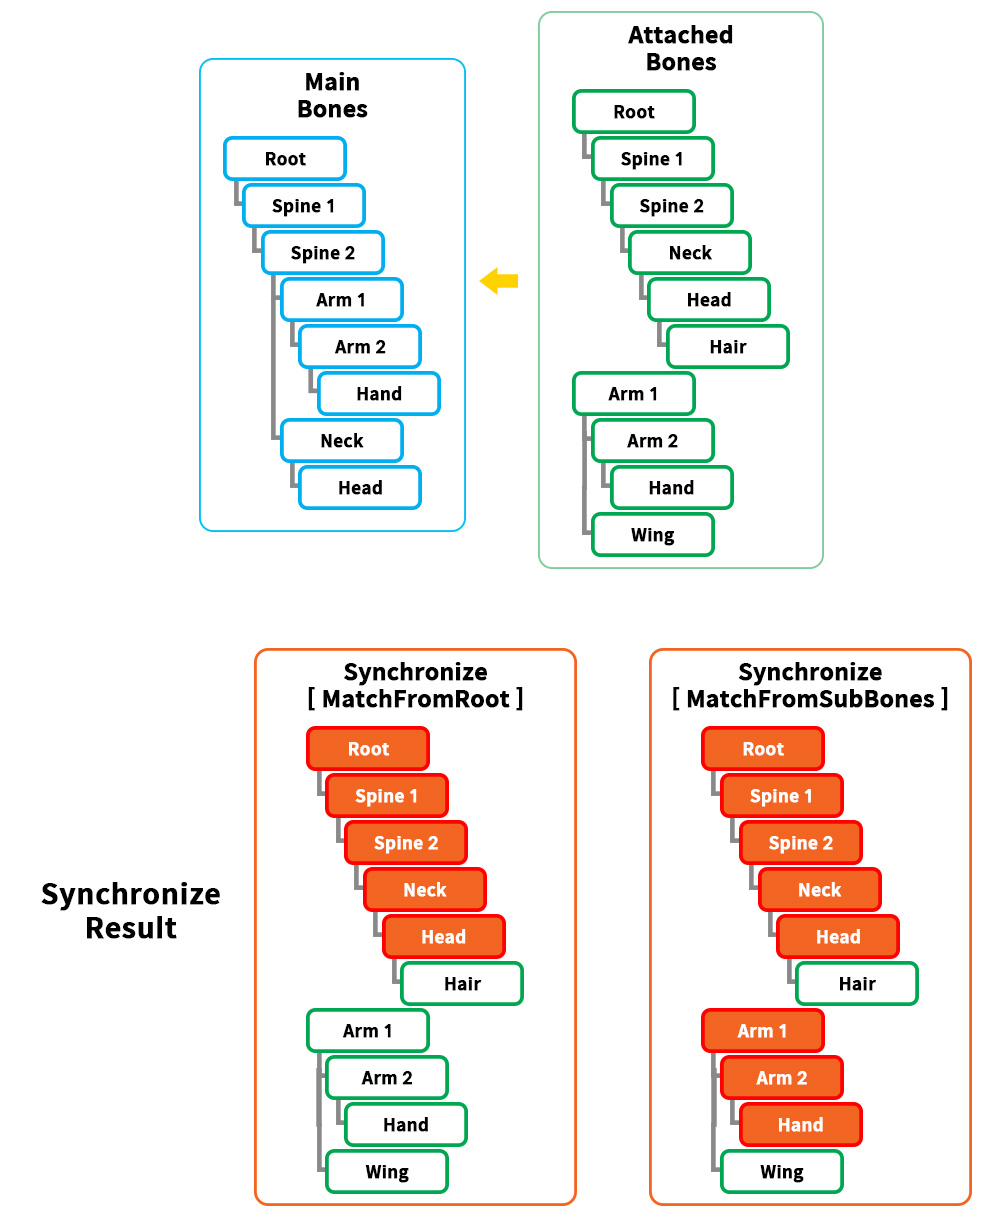 Main
Bones
Root
Spine 1
Spine 2
Arm 1
Arm 2
Hand
Neck
Head
Attached
Bones
Root
Spine 1
Spine 2
Neck
Head
Hair
Arm 1
Arm 2
Hand
Wing
Synchronize
Result
Synchronize
[ MatchFromRoot ]
Root
Spine 1
Spine 2
Neck
Head
Hair
Arm 1
Arm 2
Hand
Wing
Synchronize
[ MatchFromSubBones ]
Root
Spine 1
Spine 2
Neck
Head
Hair
Arm 1
Arm 2
Hand
Wing